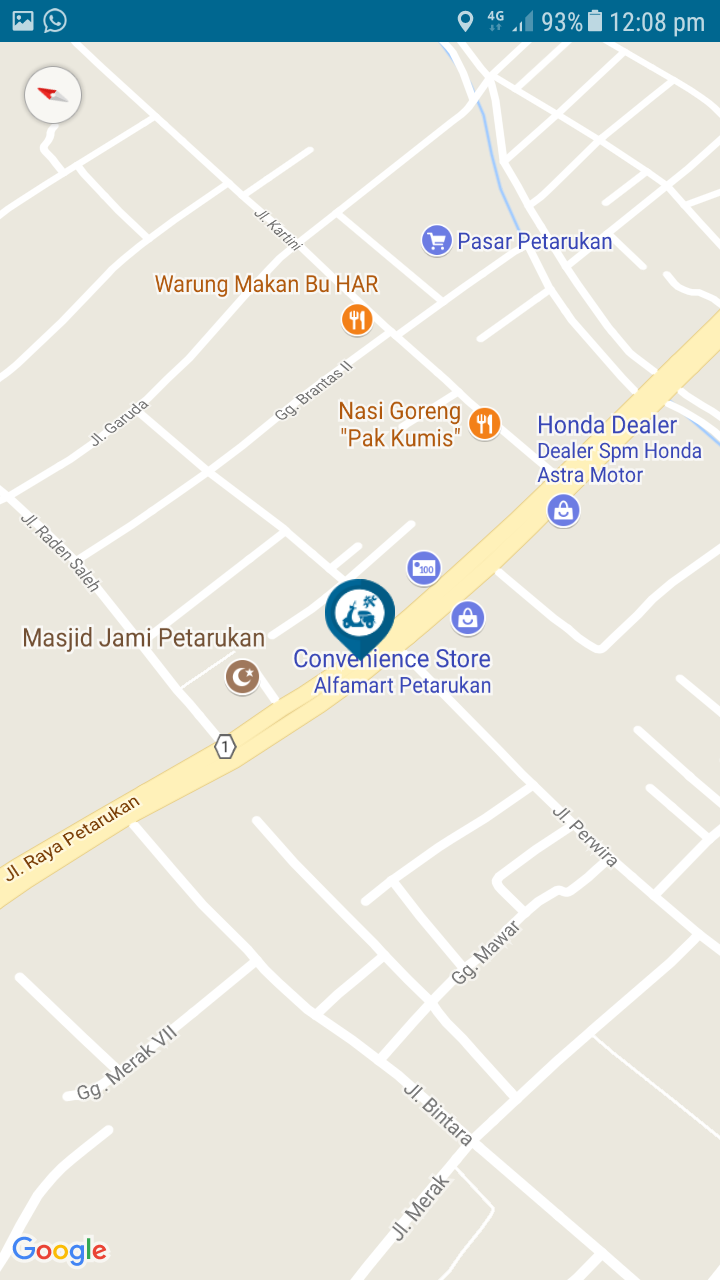 4G 93% 12:08 pm
Jl. Kartini
Pasar Petarukan
Warung Makan Bu HAR
Gg. Brantas II
Jl. Garuda
Nasi Goreng
"Pak Kumis"
Honda Dealer
Dealer Spm Honda
Astra Motor
Jl. Raden Saleh
100
Masjid Jami Petarukan
Convenience Store
Alfamart Petarukan
1
Jl. Raya Petarukan
Jl. Perwira
Gg. Mawar
Gg. Merak VII
Jl. Bintara
Jl. Merak
Google